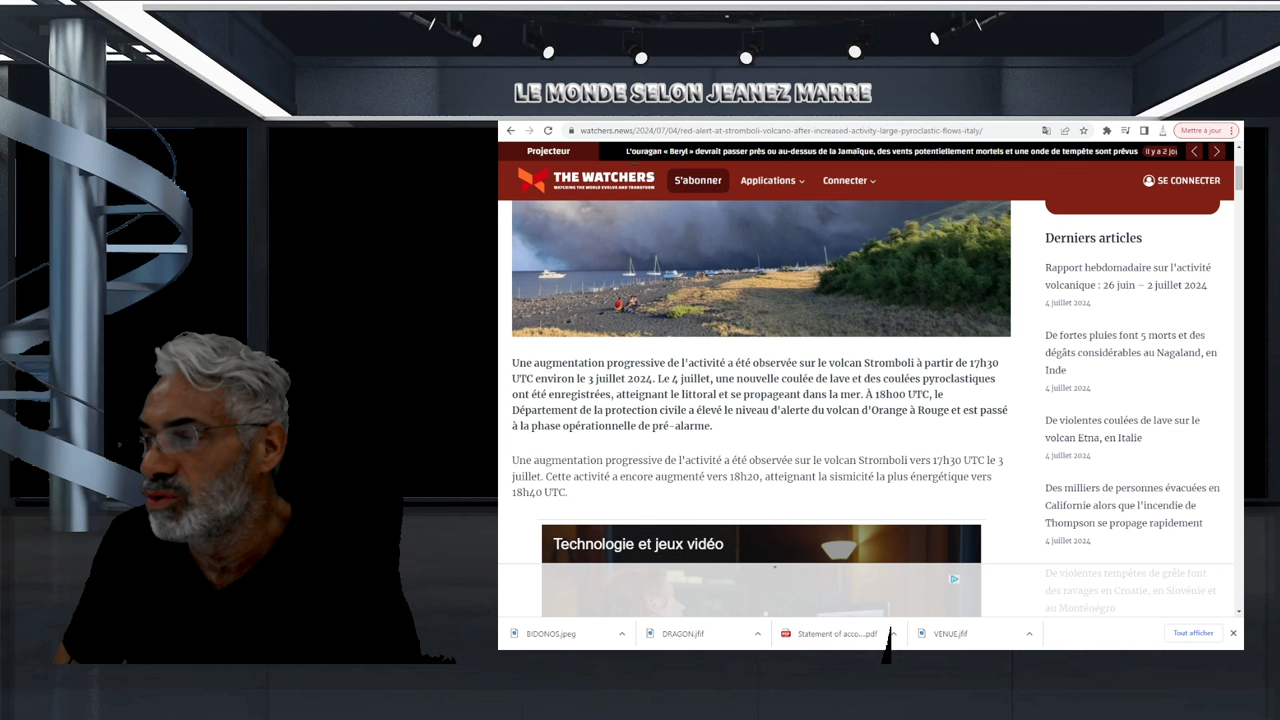 LE MONDE SELON JEANEZ MARRE
watchers.news/2024/07/04/red-alert-at-stromboli-volcano-after-increased-activity-large-pyroclastic-flows-italy/
Mettre à jour
Projecteur
L'ouragan « Beryl » devrait passer près ou au-dessus de la Jamaïque, des vents potentiellement mortels et une onde de tempête sont prévus
Il y a 2 joi
THE WATCHERS
WATCHING THE WORLD EVOLVE AND TRANSFORM
S'abonner
Applications
Connecter
SE CONNECTER
Une augmentation progressive de l'activité a été observée sur le volcan Stromboli à partir de 17h30
UTC environ le 3 juillet 2024. Le 4 juillet, une nouvelle coulée de lave et des coulées pyroclastiques
ont été enregistrées, atteignant le littoral et se propageant dans la mer. À 18h00 UTC, le
Département de la protection civile a élevé le niveau d'alerte du volcan d'Orange à Rouge et est passé
à la phase opérationnelle de pré-alarme.
Une augmentation progressive de l'activité a été observée sur le volcan Stromboli vers 17h30 UTC le 3
juillet. Cette activité a encore augmenté vers 18h20, atteignant la sismicité la plus énergétique vers
18h40 UTC.
Technologie et jeux vidéo
Derniers articles
Rapport hebdomadaire sur l'activité
volcanique : 26 juin – 2 juillet 2024
4 juillet 2024
De fortes pluies font 5 morts et des
dégâts considérables au Nagaland, en
Inde
4 juillet 2024
De violentes coulées de lave sur le
volcan Etna, en Italie
4 juillet 2024
Des milliers de personnes évacuées en
Californie alors que l'incendie de
Thompson se propage rapidement
4 juillet 2024
De violentes tempêtes de grêle font
des ravages en Croatie, en Slovénie et
au Monténégro
BIDONOS.jpeg
DRAGON.jfif
Statement of acco....pdf
VENUE.jfif
Tout afficher